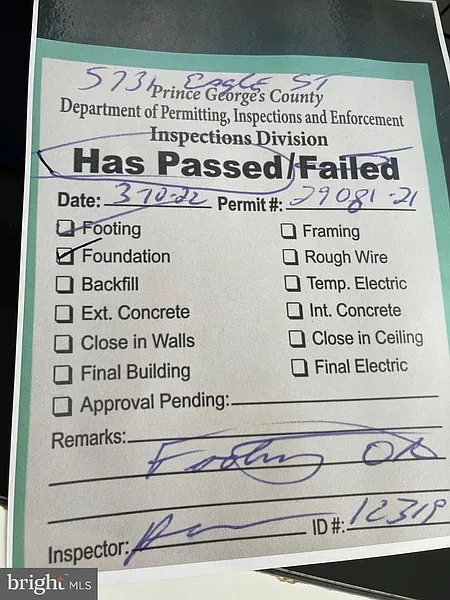 Eagle ST
Prince George's County
Department of Permitting, Inspections and Enforcement
Inspections Division
Has Passed/Failed
Date: 3-10-22 Permit #: 29081-21
Footing
Foundation
Backfill
Ext. Concrete
Close in Walls
Final Building
Approval Pending:
Framing
Rough Wire
Temp. Electric
Int. Concrete
Close in Ceiling
Final Electric
Remarks:
Footing OK
Inspector: ID #: 12319
bright MLS